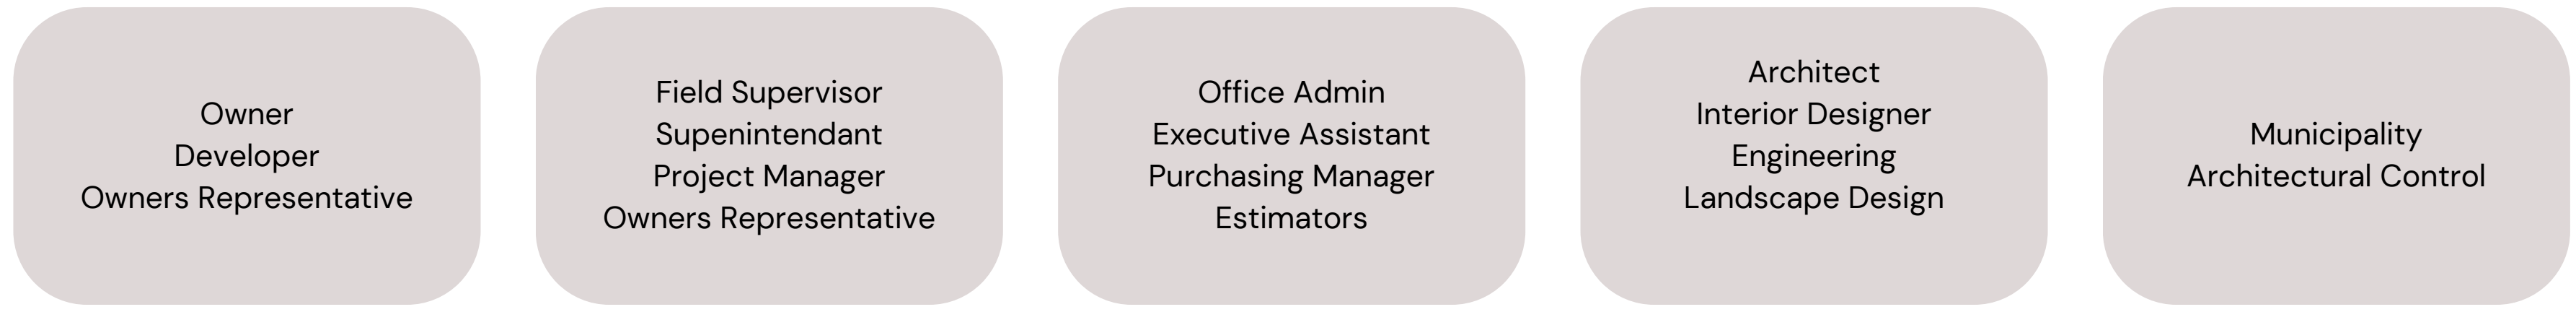 Owner
Developer
Owners Representative
Field Supervisor
Supenintendant
Project Manager
Owners Representative
Office Admin
Executive Assistant
Purchasing Manager
Estimators
Architect
Interior Designer
Engineering
Landscape Design
Municipality
Architectural Control